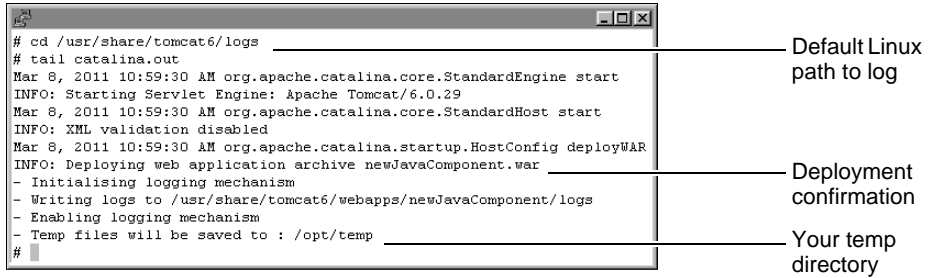 # cd /usr/share/tomcat6/logs
# tail catalina.out
Mar 8, 2011 10:59:30 AM org.apache.catalina.core.StandardEngine start
INFO: Starting Servlet Engine: Apache Tomcat/6.0.29
Mar 8, 2011 10:59:30 AM org.apache.catalina.core.StandardHost start
INFO: XML validation disabled
Mar 8, 2011 10:59:30 AM org.apache.catalina.startup.HostConfig deployWAR
INFO: Deploying web application archive newJavaComponent.war
- Initialising logging mechanism
- Writing logs to /usr/share/tomcat6/webapps/newJavaComponent/logs
- Enabling logging mechanism
- Temp files will be saved to : /opt/temp
#
Default Linux
path to log
Deployment
confirmation
Your temp
directory